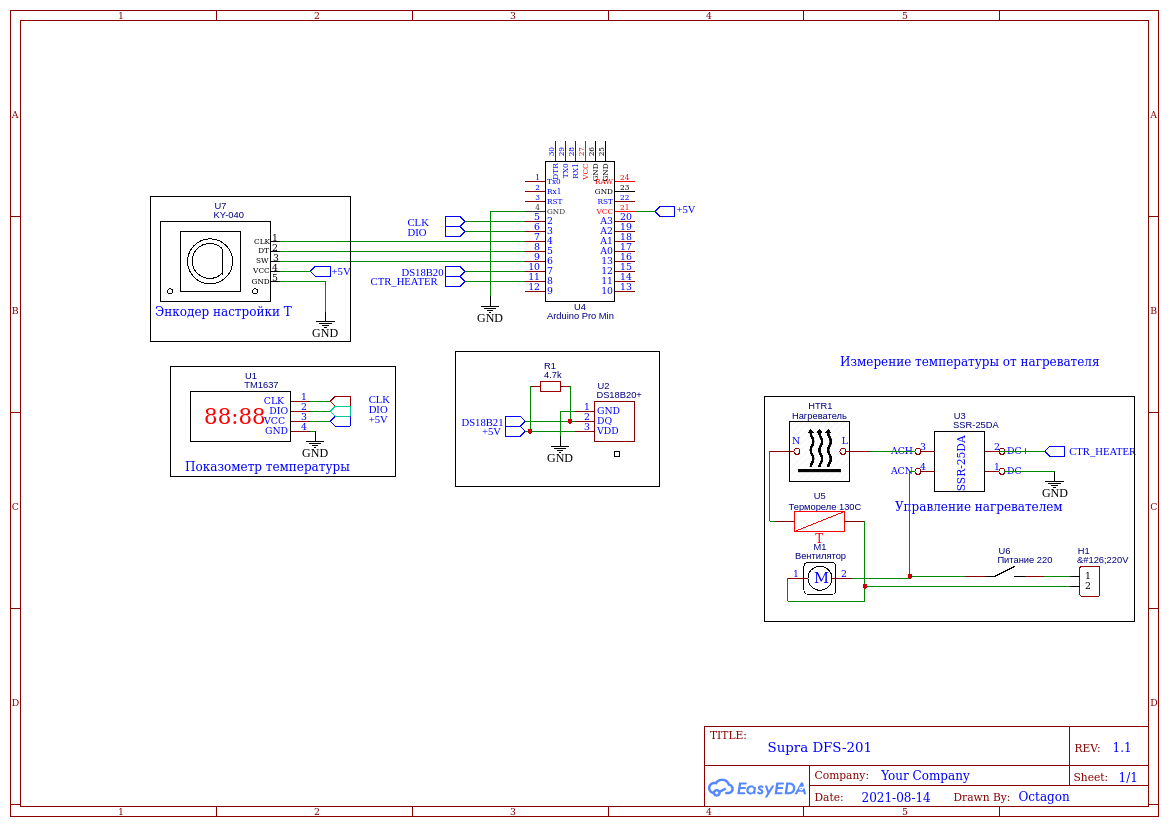 1 2 3 4 5
A A
B B
C C
D D
1 2 3 4 5
30 29 28 27 26 25
DTR TX0 RX1 VCC GND GND
1 Tx0 RAW 24
2 Rx1 GND 23
3 RST RST 22
4 GND VCC 21 +5V
CLK 5 2 A3 20
DIO 6 3 A2 19
7 4 A1 18
8 5 A0 17
9 6 13 16
DS18B20 10 7 12 15
CTR_HEATER 11 8 11 14
12 9 10 13
GND
U4
Arduino Pro Min
U7
KY-040
CLK 1
DT 2
SW 3
VCC 4 +5V
GND 5
Энкодер настройки Т
GND
U1
TM1637
88:88
CLK 1 CLK
DIO 2 DIO
VCC 3 +5V
GND 4
GND
Показометр температуры
R1
4.7k
U2
DS18B20+
1 GND
DS18B21 2 DQ
+5V 3 VDD
GND
Измерение температуры от нагревателя
HTR1
Нагреватель
N L
U3
SSR-25DA
ACH 3 SSR-25DA 2 DC+ CTR_HEATER
ACN 4 1 DC-
GND
Управление нагревателем
U5
Термореле 130C
T
M1
Вентилятор
1 M 2
U6
Питание 220
H1
&#126;220V
1
2
TITLE:
Supra DFS-201
REV: 1.1
EasyEDA
Company: Your Company
Sheet: 1/1
Date: 2021-08-14 Drawn By: Octagon